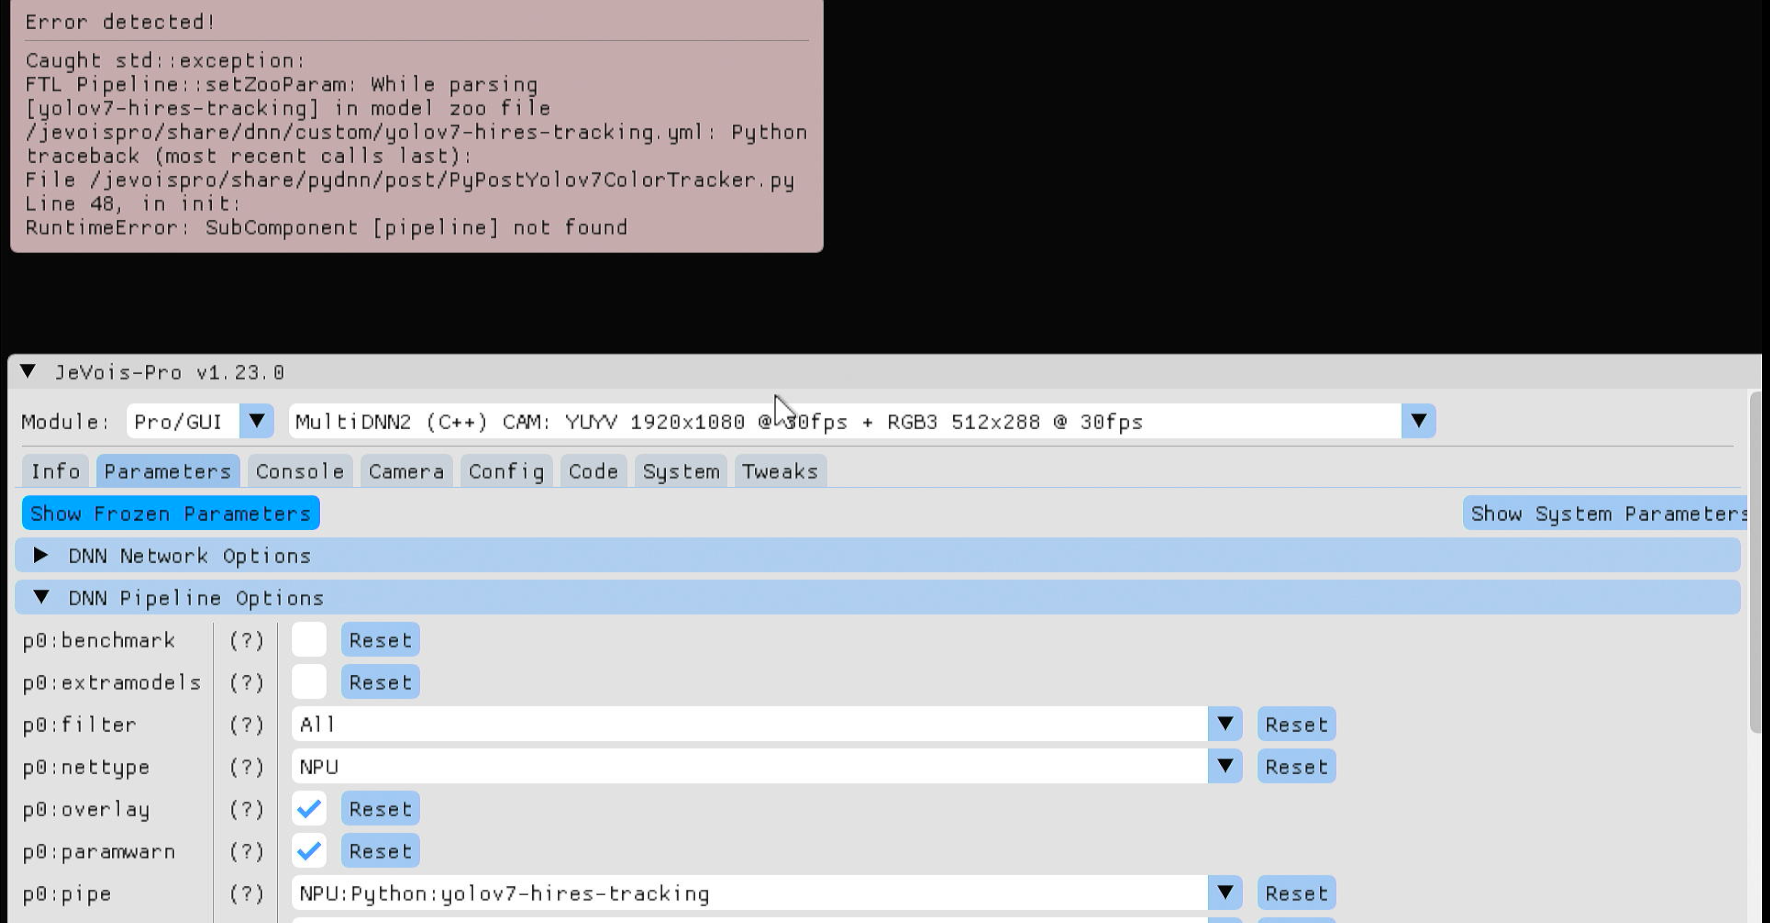 Error detected!
Caught std::exception:
FTL Pipeline::setZooParam: While parsing
[yolov7-hires-tracking] in model zoo file
/jevoispro/share/dnn/custom/yolov7-hires-tracking.yml: Python
traceback (most recent calls last):
File /jevoispro/share/pydnn/post/PyPostYolov7ColorTracker.py
Line 48, in init:
RuntimeError: SubComponent [pipeline] not found
JeVois-Pro v1.23.0
Module: Pro/GUI MultiDNN2 (C++) CAM: YUYV 1920x1080 @ 30fps + RGB3 512x288 @ 30fps
Info Parameters Console Camera Config Code System Tweaks
Show Frozen Parameters Show System Parameters
DNN Network Options
DNN Pipeline Options
p0:benchmark (?) Reset
p0:extramodels (?) Reset
p0:filter (?) All Reset
p0:nettype (?) NPU Reset
p0:overlay (?) Reset
p0:paramwarn (?) Reset
p0:pipe (?) NPU:Python:yolov7-hires-tracking Reset